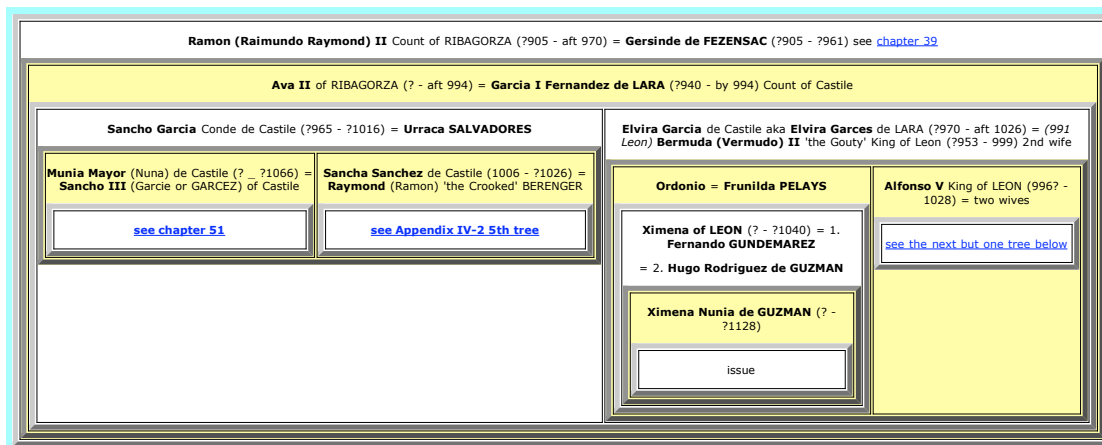 Ramon (Raimundo Raymond) II Count of RIBAGORZA (?905 - aft 970) = Gersinde de FEZENSAC (?905 - ?961) see chapter 39
Ava II of RIBAGORZA (? - aft 994) = Garcia I Fernandez de LARA (?940 - by 994) Count of Castile
Sancho Garcia Conde de Castile (?965 - ?1016) = Urraca SALVADORES
Munia Mayor (Nuna) de Castile (? _ ?1066) =
Sancho III (Garcie or GARCEZ) of Castile
see chapter 51
Sancha Sanchez de Castile (1006 - ?1026) =
Raymond (Ramon) 'the Crooked' BERENGER
see Appendix IV-2 5th tree
Elvira Garcia de Castile aka Elvira Garces de LARA (?970 - aft 1026) = (991
Leon) Bermuda (Vermudo) II 'the Gouty' King of Leon (?953 - 999) 2nd wife
Ordonio = Frunilda PELAYS
Ximena of LEON (? - ?1040) = 1.
Fernando GUNDEMAREZ
= 2. Hugo Rodriguez de GUZMAN
Ximena Nunia de GUZMAN (? -
?1128)
issue
Alfonso V King of LEON (996? -
1028) = two wives
see the next but one tree below